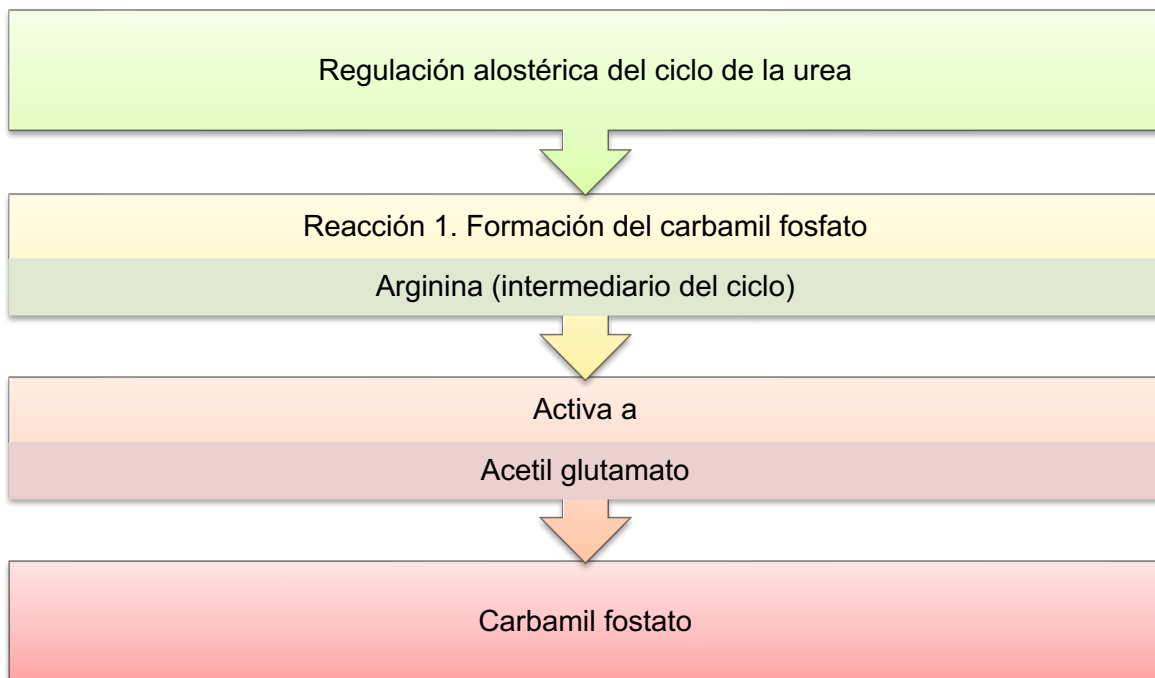 Regulación alostérica del ciclo de la urea
Reacción 1. Formación del carbamil fosfato
Arginina (intermediario del ciclo)
Activa a
Acetil glutamato
Carbamil fostato